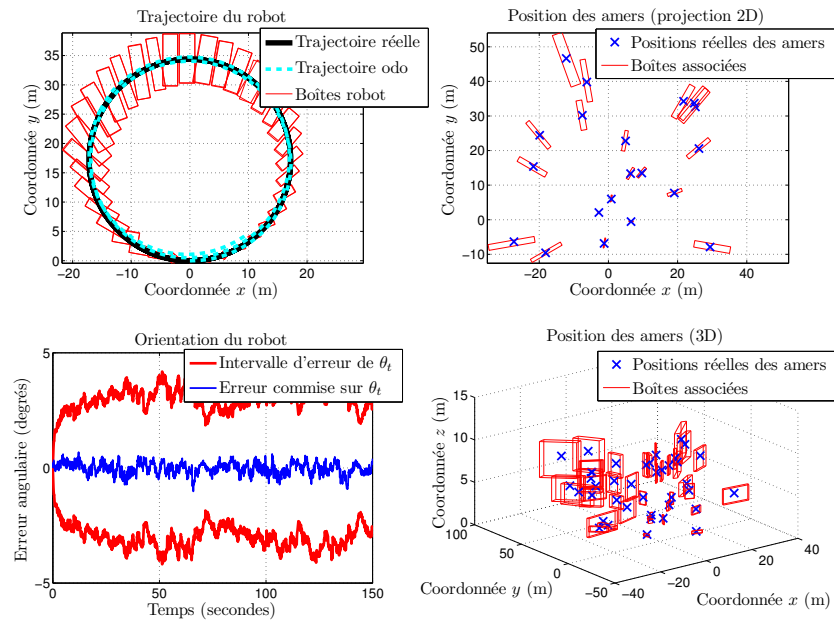 Trajectoire du robot
Coordonnée y (m)
35
30
25
20
15
10
5
0
−20
−10
0
10
20
Coordonnée x (m)
Trajectoire réelle
Trajectoire odo
Boîtes robot
Position des amers (projection 2D)
Coordonnée y (m)
50
40
30
20
10
0
−10
−20
0
20
40
Coordonnée x (m)
Positions réelles des amers
Boîtes associées
Orientation du robot
Erreur angulaire (degrés)
5
0
−5
50
100
150
Temps (secondes)
Intervalle d'erreur de θt
Erreur commise sur θt
Position des amers (3D)
Positions réelles des amers
Boîtes associées
Coordonnée z (m)
15
10
5
0
100
50
0
−50
Coordonnée y (m)
−40
−20
0
20
40
Coordonnée x (m)